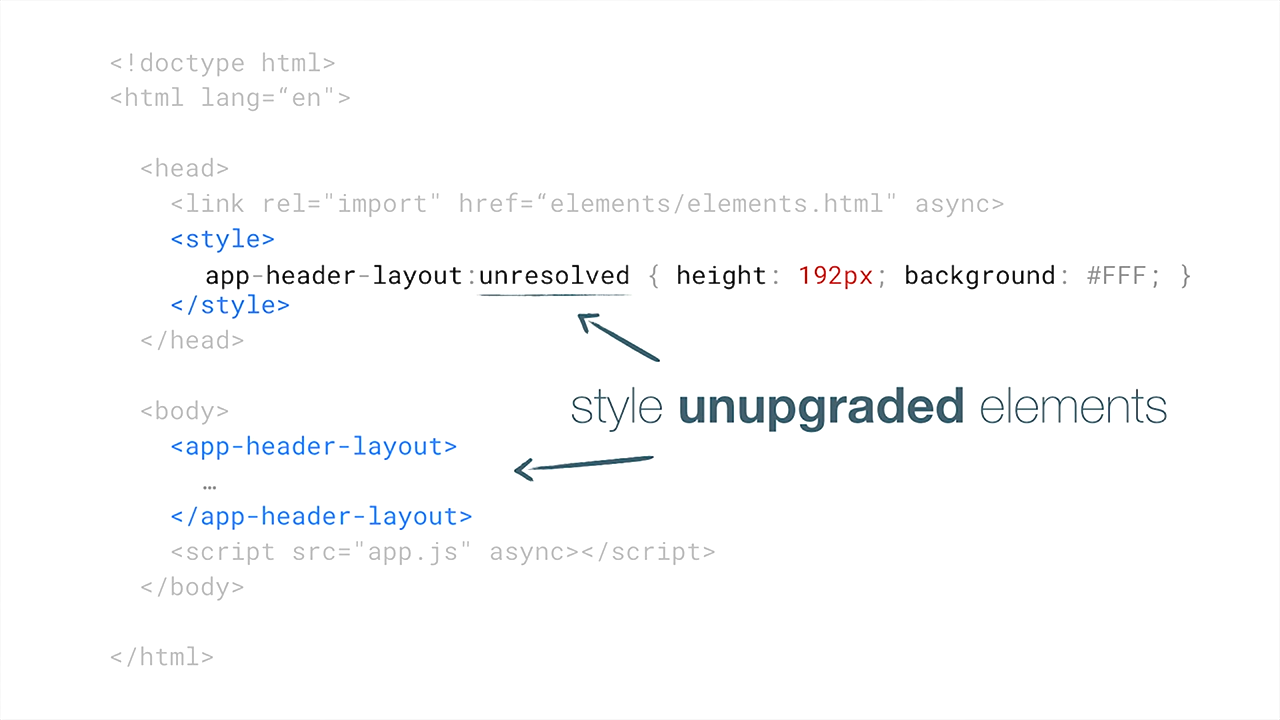 <!doctype html>
<html lang=“en">
<head>
<link rel="import" href=“elements/elements.html" async>
<style>
app-header-layout:unresolved { height: 192px; background: #FFF; }
</style>
</head>
style unupgraded elements
<body>
<app-header-layout>
…
</app-header-layout>
<script src="app.js" async></script>
</body>
</html>